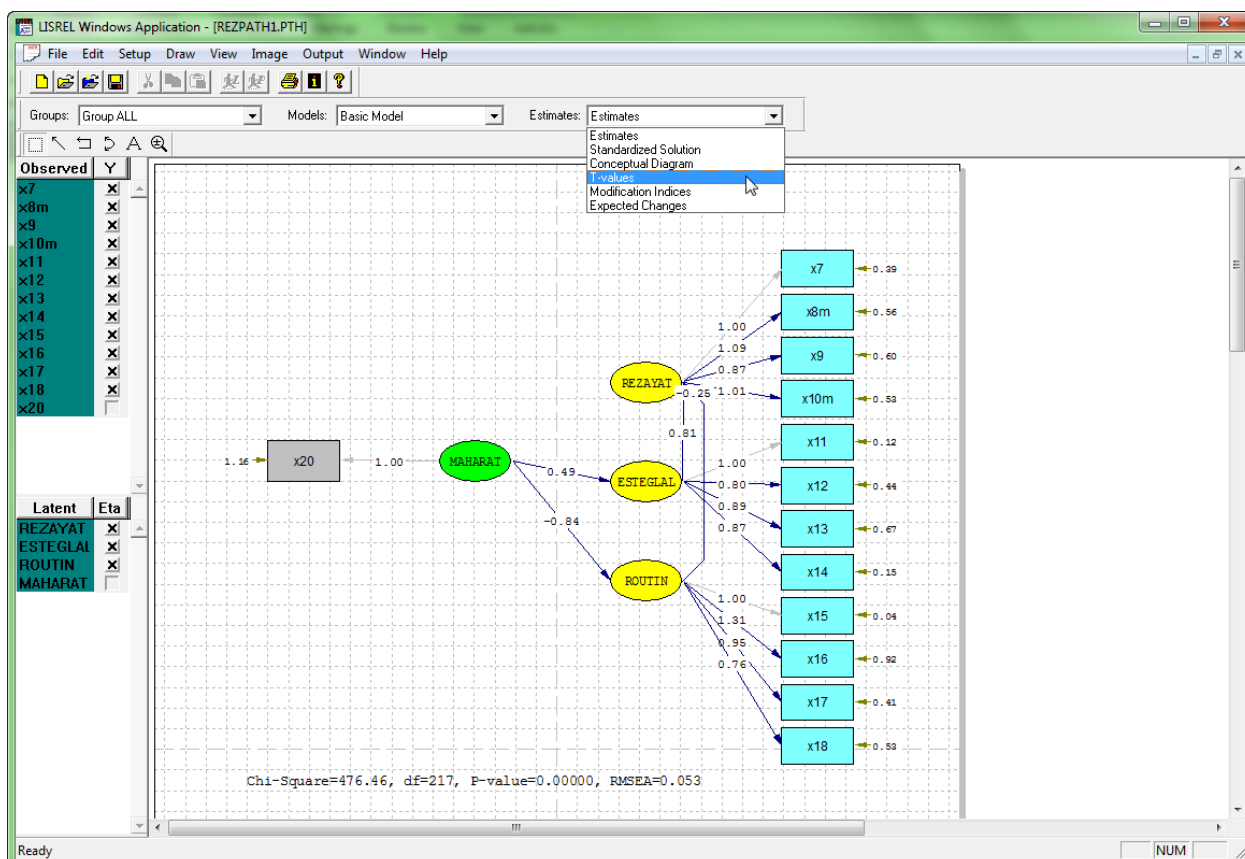 LISREL Windows Application - [REZPATH1.PTH]
File Edit Setup Draw View Image Output Window Help
Groups: Group ALL Models: Basic Model Estimates: Estimates
Estimates
Standardized Solution
Conceptual Diagram
T-values
Modification Indices
Expected Changes
Observed Y
x7
x8m
x9
x10m
x11
x12
x13
x14
x15
x16
x17
x18
x20
Latent Eta
REZAYAT
ESTEGLAL
ROUTIN
MAHARAT
x7 0.39
x8m 0.56
1.00
1.09
x9 0.60
0.87
REZAYAT
-0.25 1.01
x10m 0.53
0.81
x11 0.12
1.16 x20 1.00 MAHARAT
1.00
0.49 ESTEGLAL
0.80 x12 0.44
0.89
-0.84 0.87 x13 0.67
x14 0.15
ROUTIN
1.00
x15 0.04
1.31
0.95
x16 0.92
0.76
x17 0.41
x18 0.53
Chi-Square=476.46, df=217, P-value=0.00000, RMSEA=0.053
Ready NUM